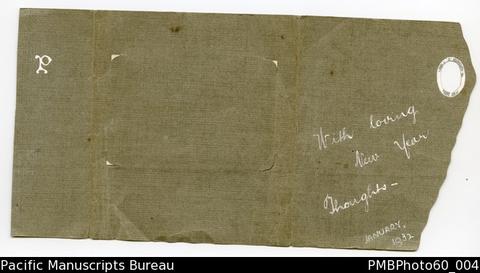 P
With loving
New Year
Thoughts –
JANUARY,
1932
Pacific Manuscripts Bureau
PMBPhoto60_004